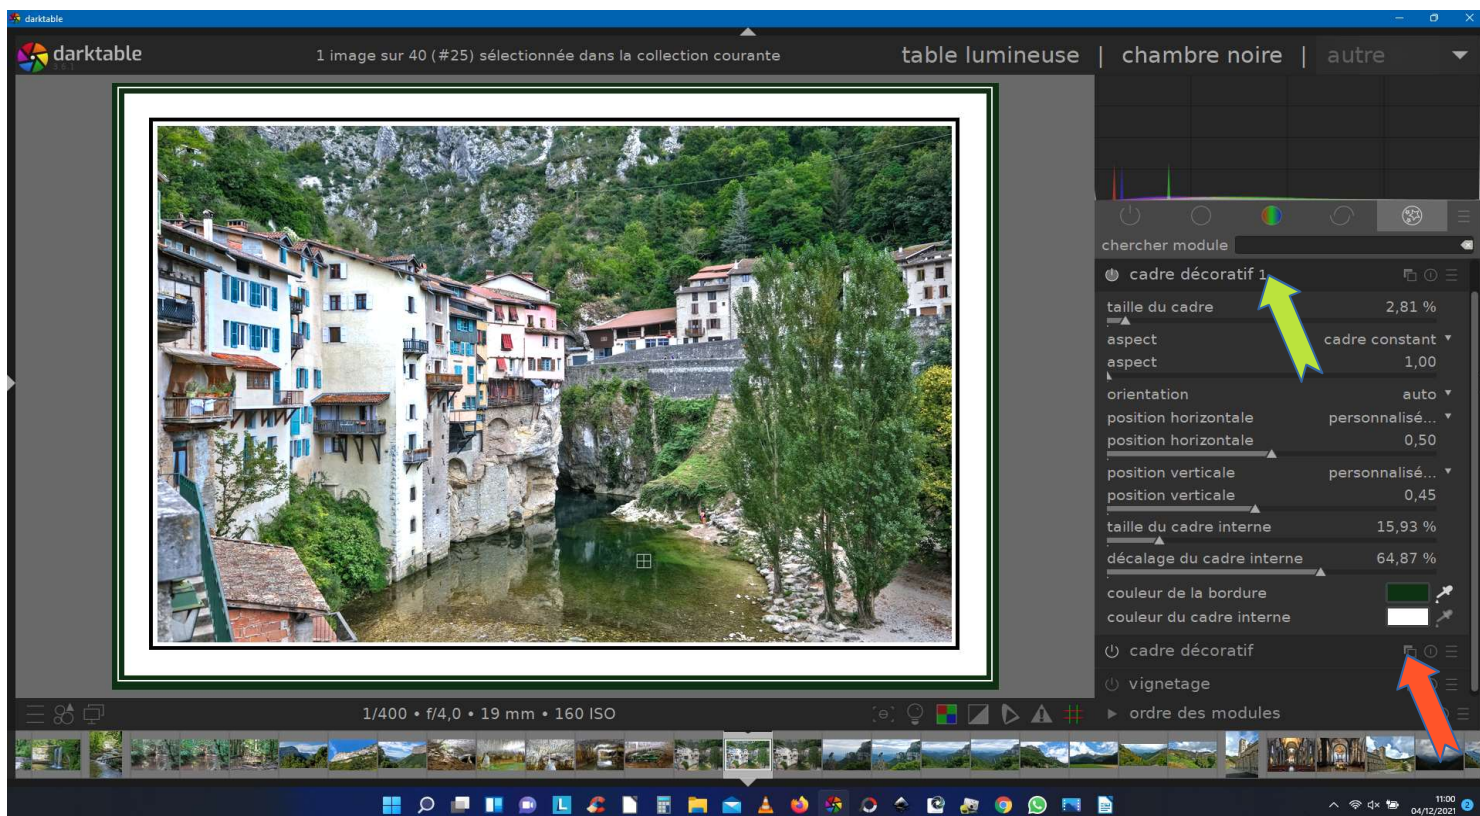 darktable
darktable
3.6.1
1 image sur 40 (#25) sélectionnée dans la collection courante
table lumineuse | chambre noire | autre
chercher module
cadre décoratif 1
taille du cadre 2,81 %
aspect cadre constant
aspect 1,00
orientation auto
position horizontale personnalisé...
position horizontale 0,50
position verticale personnalisé...
position verticale 0,45
taille du cadre interne 15,93 %
décalage du cadre interne 64,87 %
couleur de la bordure
couleur du cadre interne
cadre décoratif
vignetage
ordre des modules
1/400 • f/4,0 • 19 mm • 160 ISO
11:00
04/12/2021
2